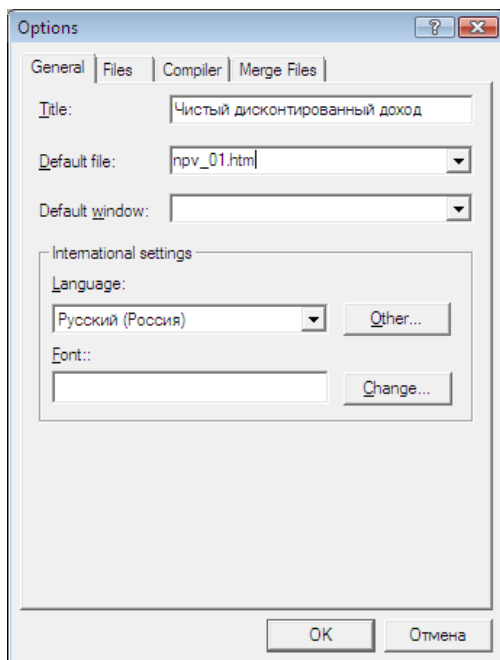 Options
General Files Compiler Merge Files
Title: Чистый дисконтированный доход
Default file: npv_01.htm
Default window:
International settings
Language:
Русский (Россия) Other...
Font::
Change...
OK Отмена